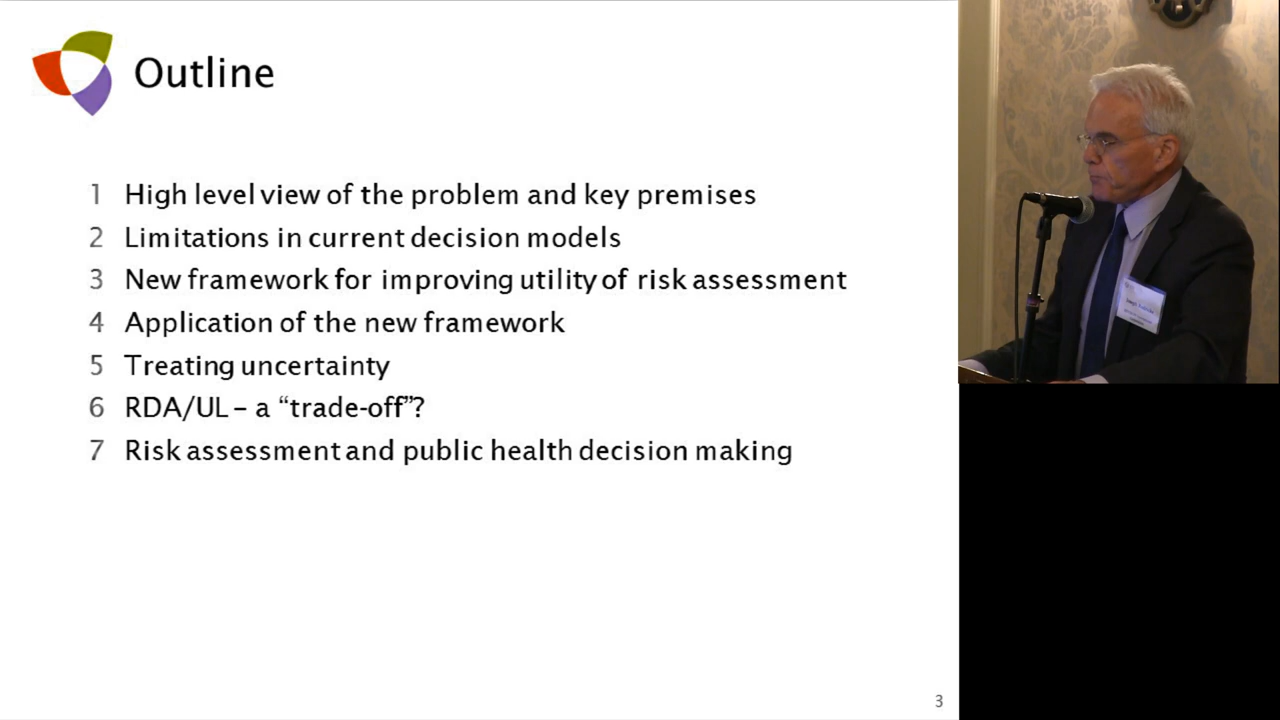 Outline
1 High level view of the problem and key premises
2 Limitations in current decision models
3 New framework for improving utility of risk assessment
4 Application of the new framework
5 Treating uncertainty
6 RDA/UL – a “trade-off”?
7 Risk assessment and public health decision making
3